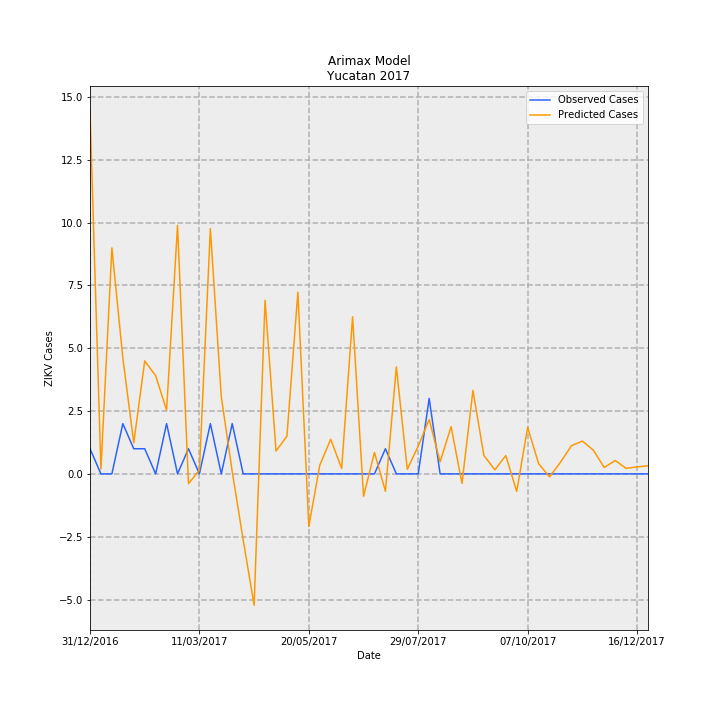 Arimax Model
Yucatan 2017
Observed Cases
Predicted Cases
15.0
12.5
10.0
7.5
5.0
2.5
0.0
−2.5
−5.0
ZIKV Cases
31/12/2016 11/03/2017 20/05/2017 29/07/2017 07/10/2017 16/12/2017
Date